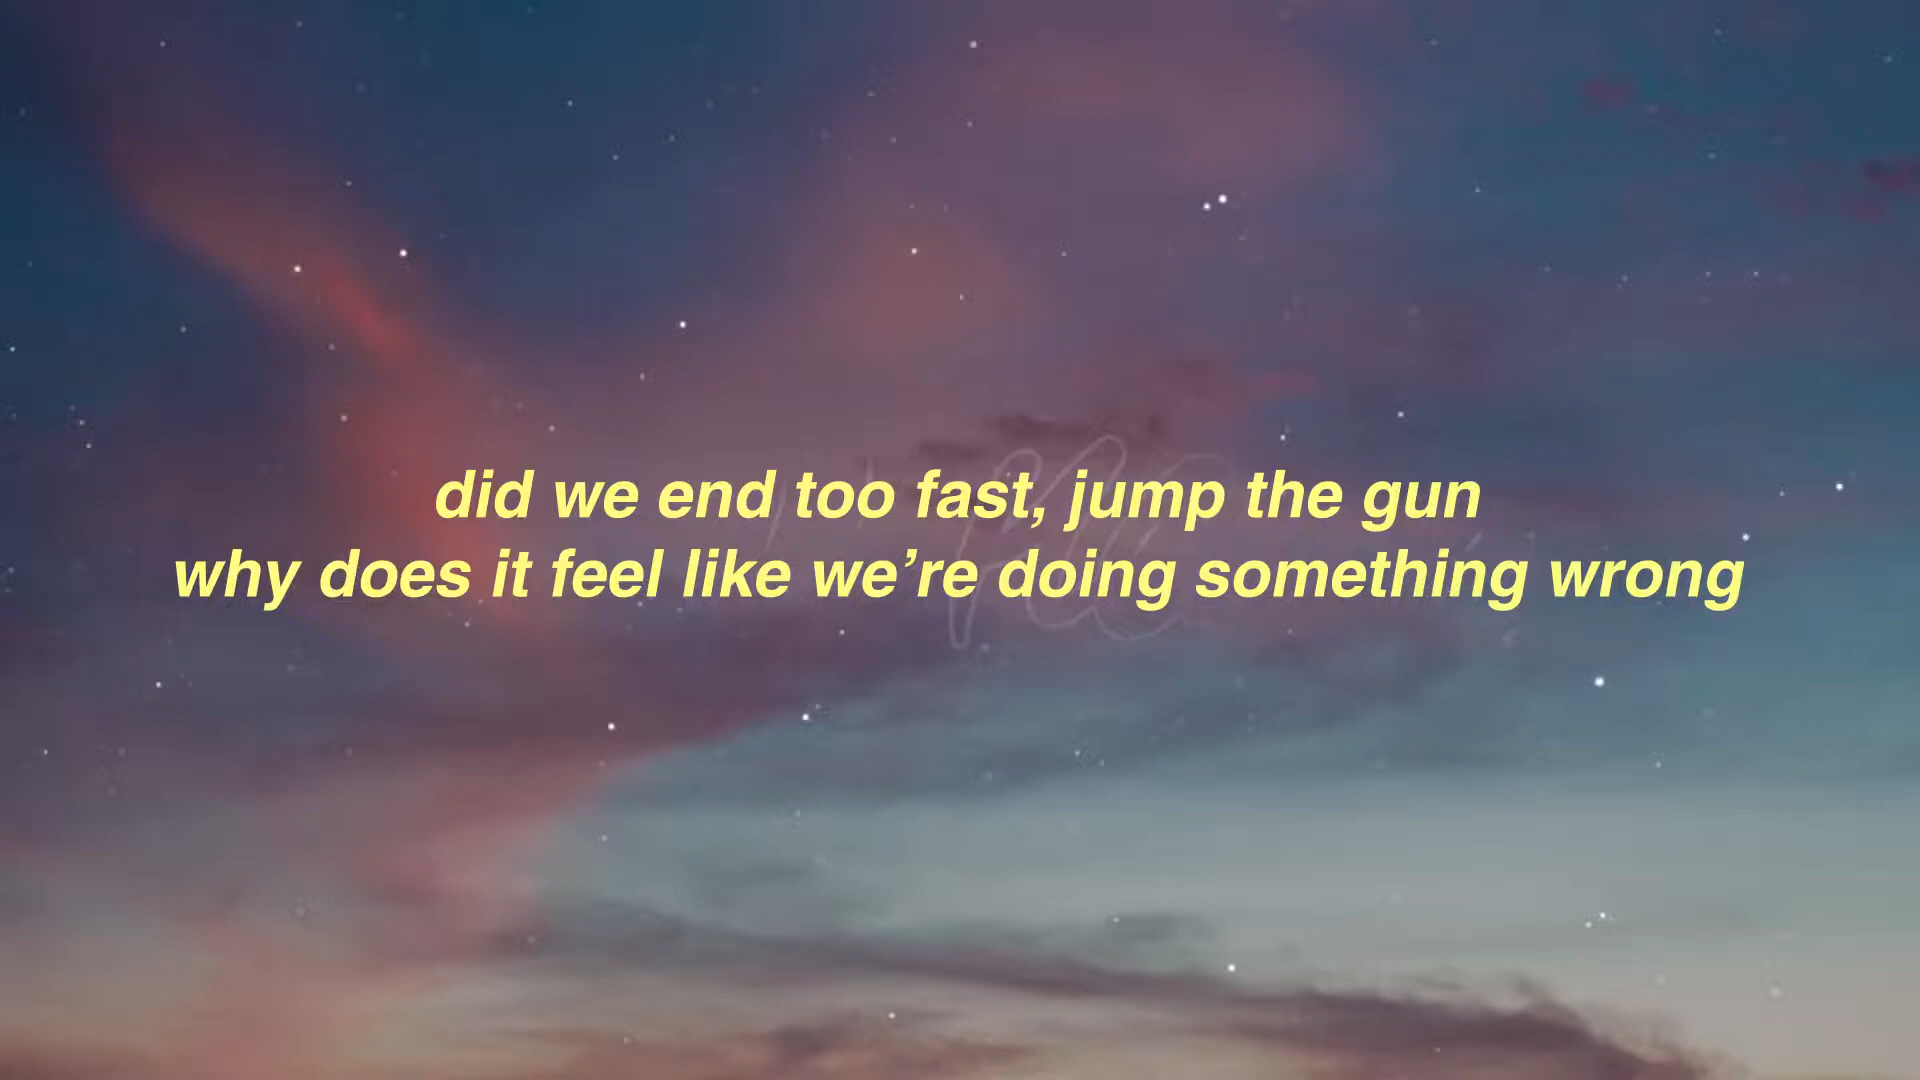 did we end too fast, jump the gun
why does it feel like we’re doing something wrong